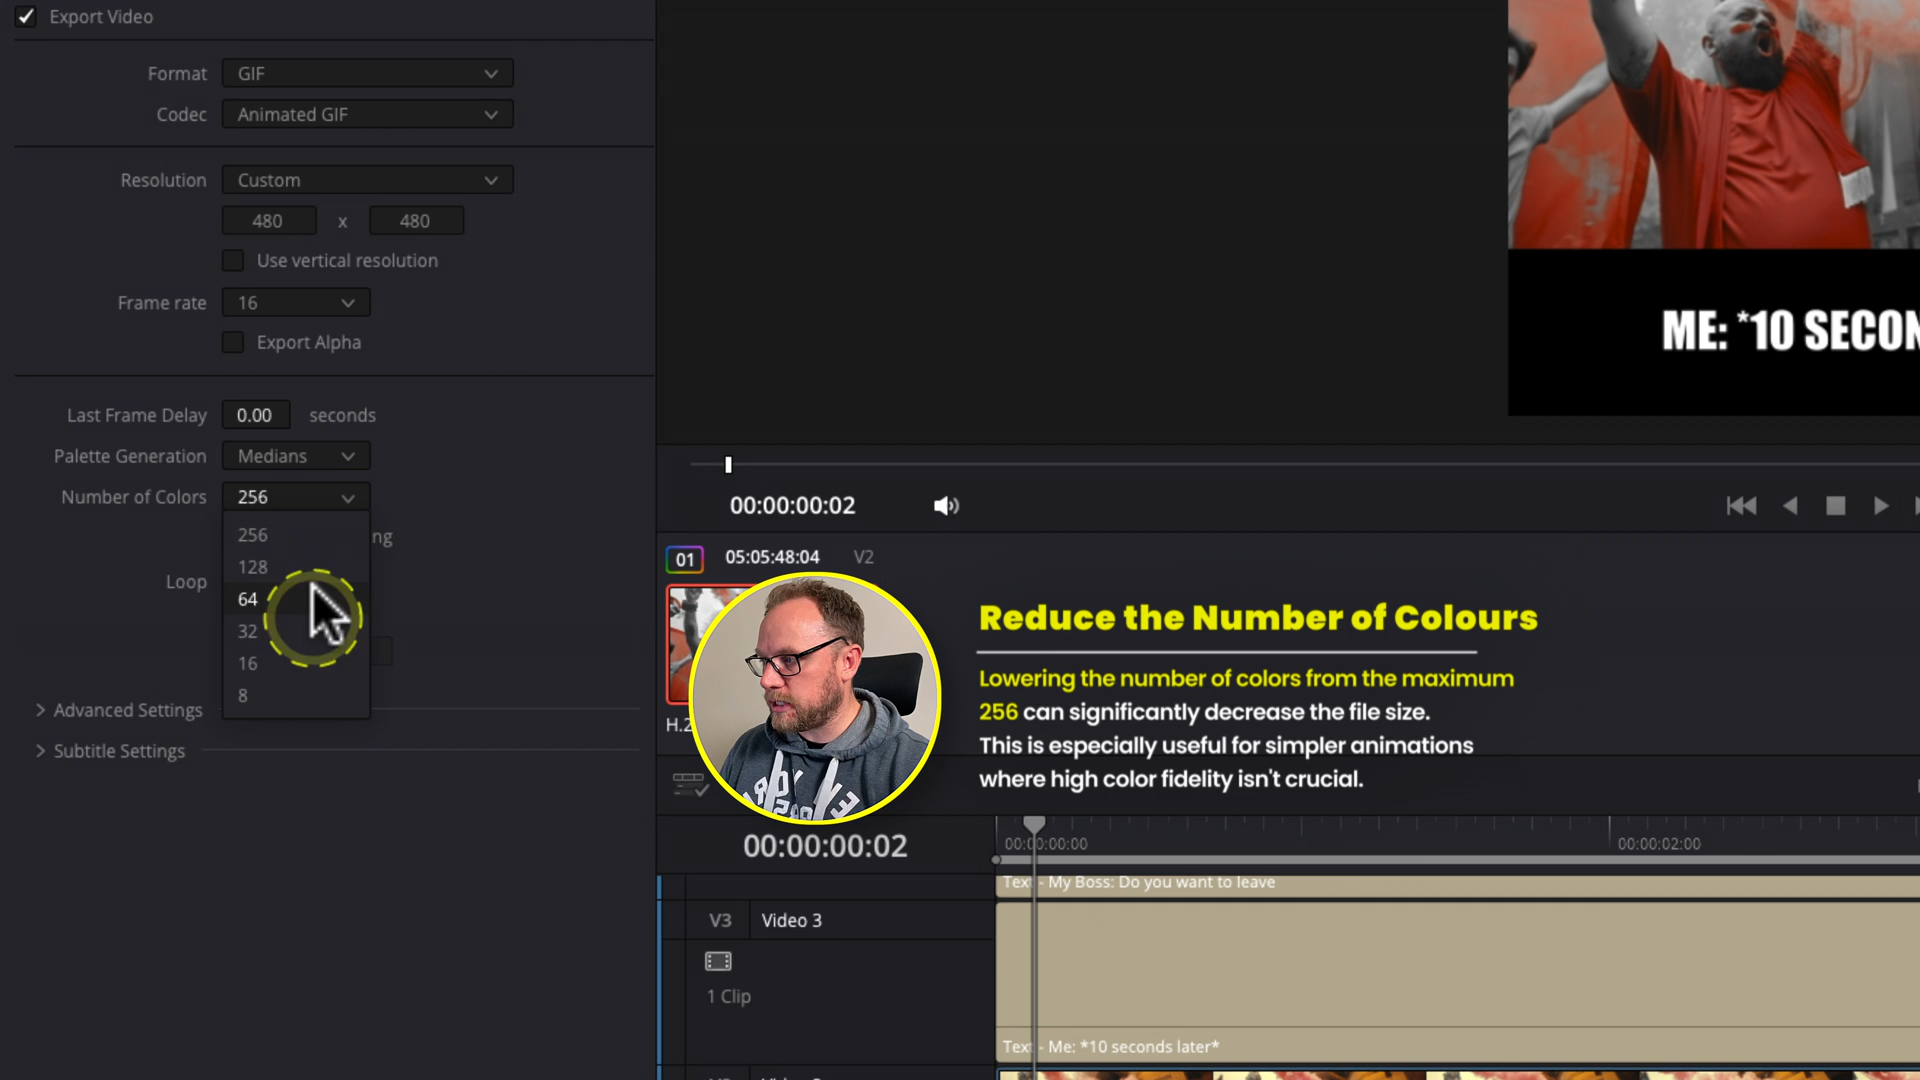 Export Video
Format GIF
Codec Animated GIF
Resolution Custom
480 x 480
Use vertical resolution
Frame rate 16
Export Alpha
Last Frame Delay 0.00 seconds
Palette Generation Medians
Number of Colors 256
256
128
64
32
16
8
ng
Loop
Advanced Settings
Subtitle Settings
ME: *10 SECON
00:00:00:02
01 05:05:48:04 V2
H.2
Reduce the Number of Colours
Lowering the number of colors from the maximum
256 can significantly decrease the file size.
This is especially useful for simpler animations
where high color fidelity isn't crucial.
00:00:00:02
00:00:00:00 00:00:02:00
Text - My Boss: Do you want to leave
V3 Video 3
1 Clip
Text - Me: *10 seconds later*